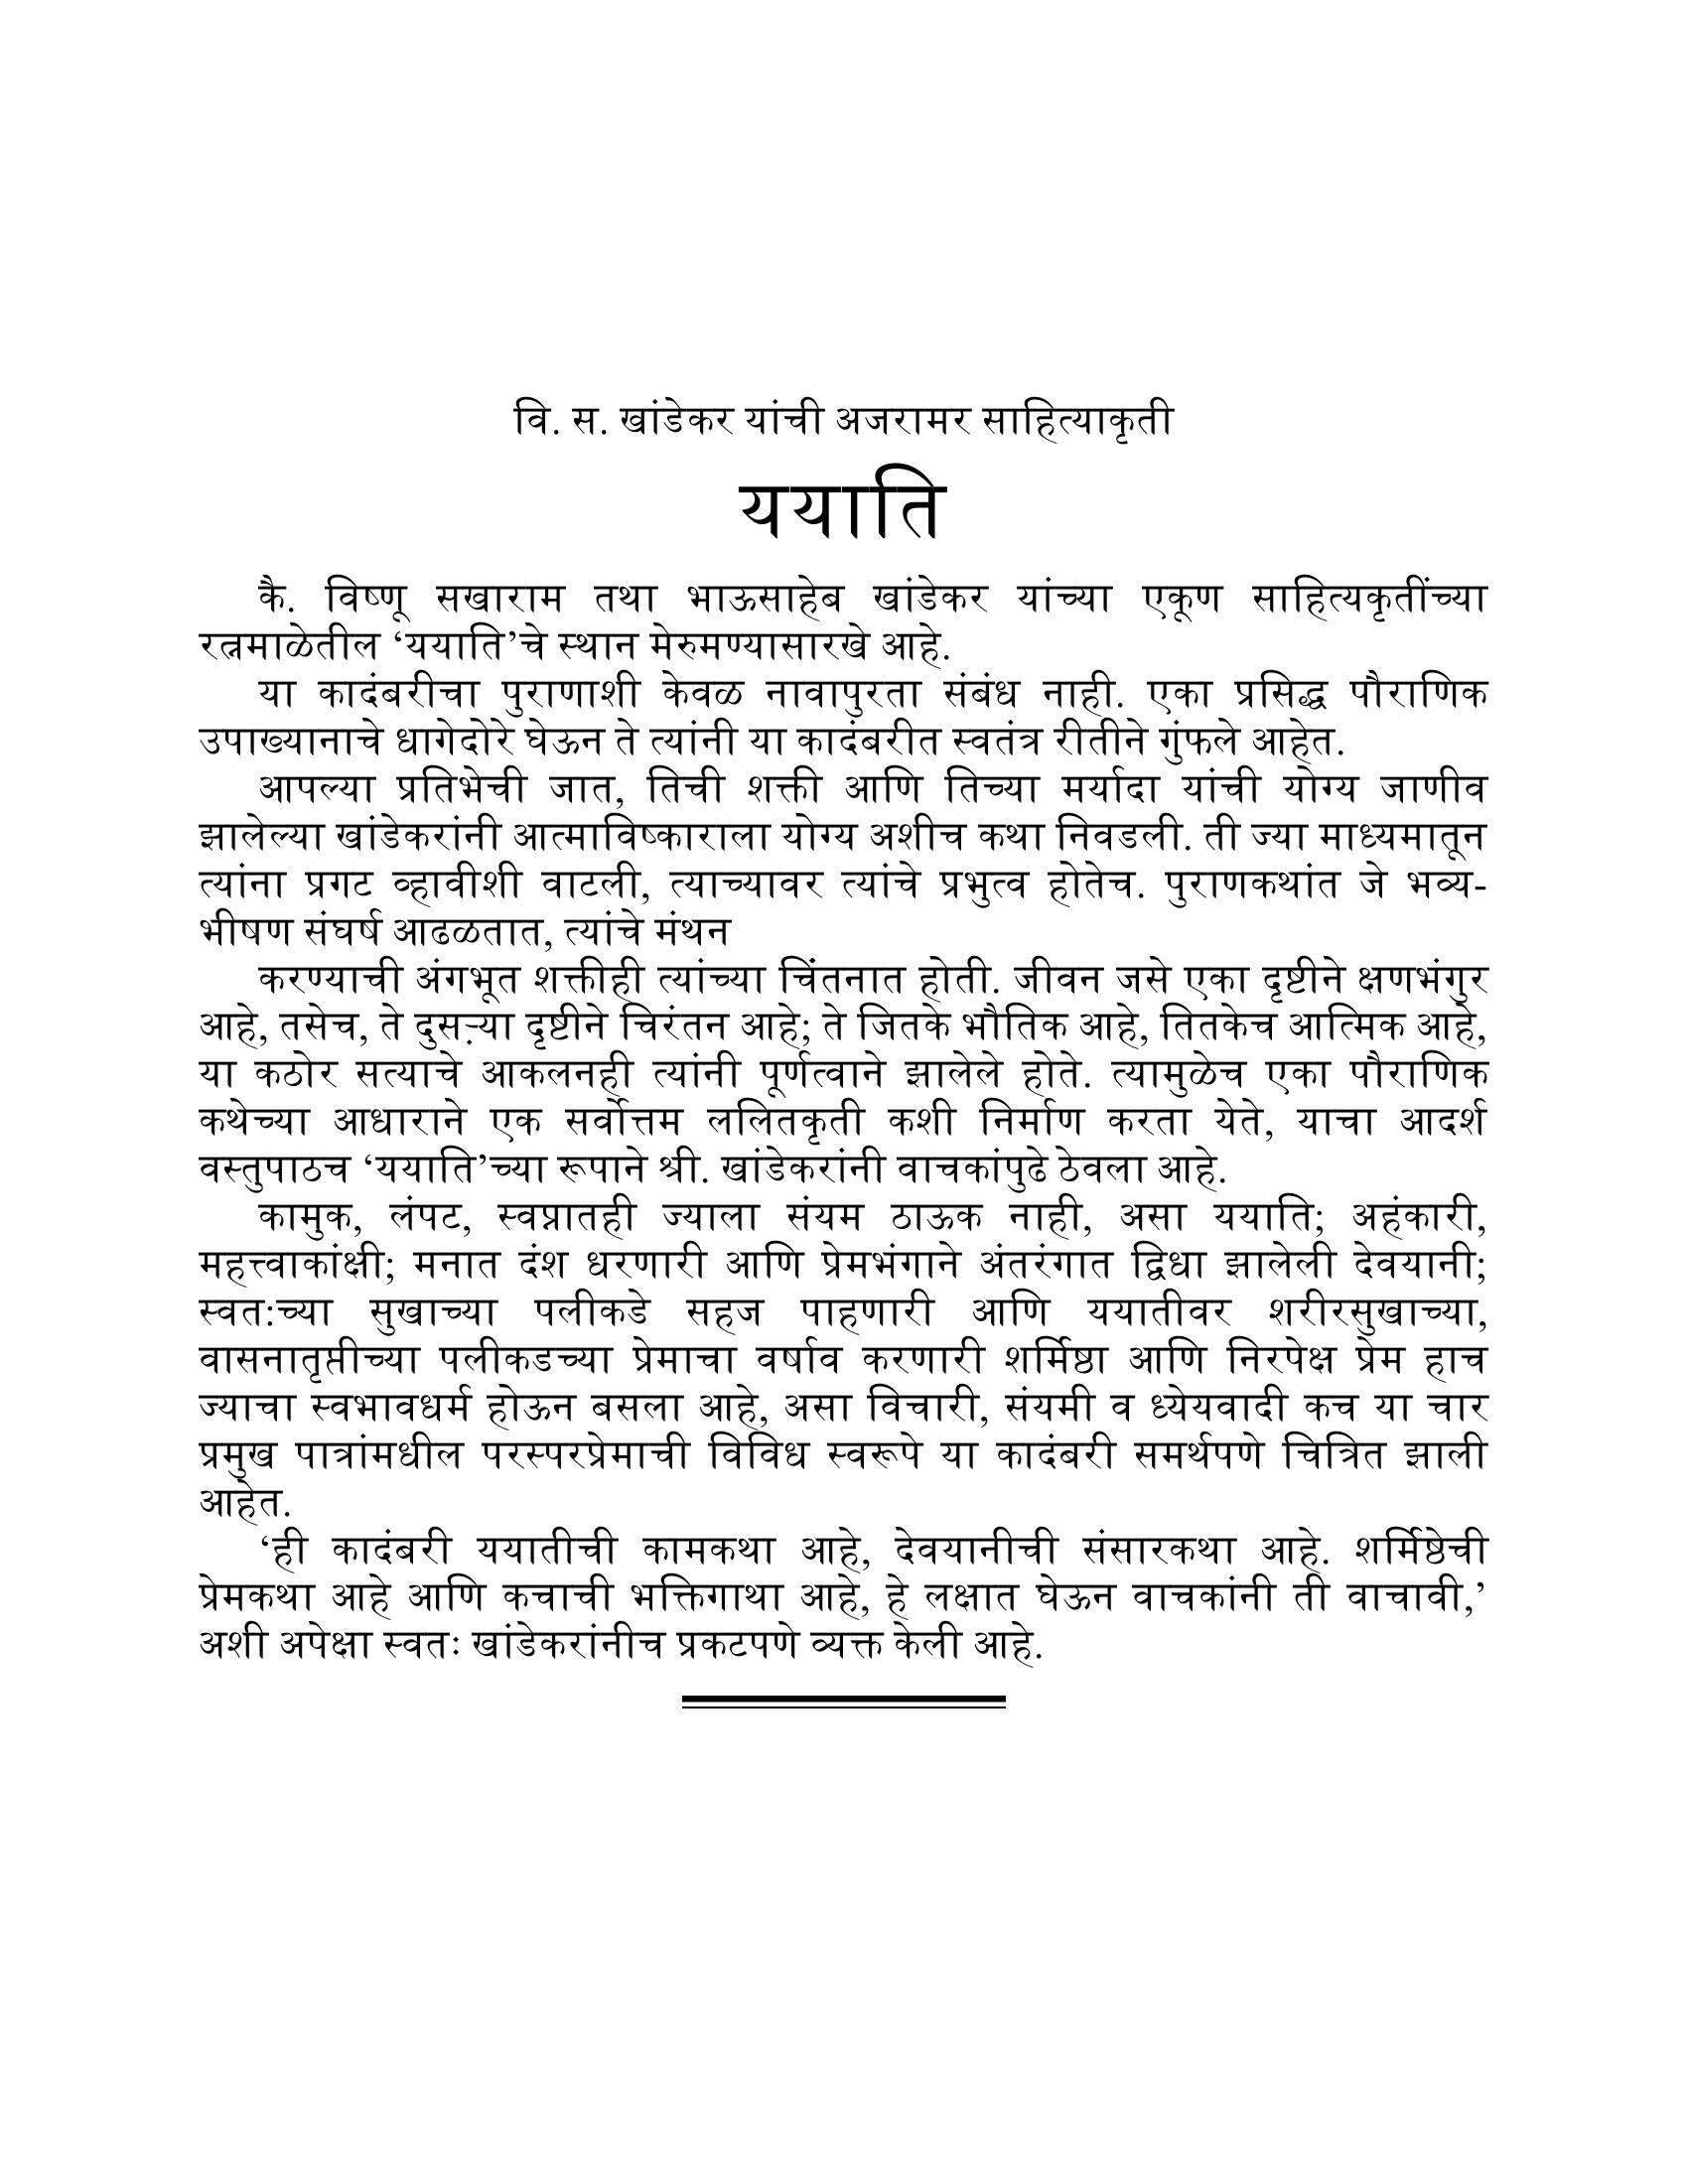 वि. स. खांडेकर यांची अजरामर साहित्याकृती
ययाति
कै. विष्णू सखाराम तथा भाऊसाहेब खांडेकर यांच्या एकूण साहित्यकृतींच्या
रत्नमाळेतील ‘ययाति’चे स्थान मेरुमण्यासारखे आहे.
या कादंबरीचा पुराणाशी केवळ नावापुरता संबंध नाही. एका प्रसिद्ध पौराणिक
उपाख्यानाचे धागेदोरे घेऊन ते त्यांनी या कादंबरीत स्वतंत्र रीतीने गुंफले आहेत.
आपल्या प्रतिभेची जात, तिची शक्ती आणि तिच्या मर्यादा यांची योग्य जाणीव
झालेल्या खांडेकरांनी आत्माविष्काराला योग्य अशीच कथा निवडली. ती ज्या माध्यमातून
त्यांना प्रगट व्हावीशी वाटली, त्याच्यावर त्यांचे प्रभुत्व होतेच. पुराणकथांत जे भव्य-
भीषण संघर्ष आढळतात, त्यांचे मंथन
करण्याची अंगभूत शक्तीही त्यांच्या चिंतनात होती. जीवन जसे एका दृष्टीने क्षणभंगुर
आहे, तसेच, ते दुसऱ्या दृष्टीने चिरंतन आहे; ते जितके भौतिक आहे, तितकेच आत्मिक आहे,
या कठोर सत्याचे आकलनही त्यांनी पूर्णत्वाने झालेले होते. त्यामुळेच एका पौराणिक
कथेच्या आधाराने एक सर्वोत्तम ललितकृती कशी निर्माण करता येते, याचा आदर्श
वस्तुपाठच ‘ययाति’च्या रूपाने श्री. खांडेकरांनी वाचकांपुढे ठेवला आहे.
कामुक, लंपट, स्वप्नातही ज्याला संयम ठाऊक नाही, असा ययाति; अहंकारी,
महत्त्वाकांक्षी; मनात दंश धरणारी आणि प्रेमभंगाने अंतरंगात द्विधा झालेली देवयानी;
स्वत:च्या सुखाच्या पलीकडे सहज पाहणारी आणि ययातीवर शरीरसुखाच्या,
वासनातृप्तीच्या पलीकडच्या प्रेमाचा वर्षाव करणारी शर्मिष्ठा आणि निरपेक्ष प्रेम हाच
ज्याचा स्वभावधर्म होऊन बसला आहे, असा विचारी, संयमी व ध्येयवादी कच या चार
प्रमुख पात्रांमधील परस्परप्रेमाची विविध स्वरूपे या कादंबरी समर्थपणे चित्रित झाली
आहेत.
‘ही कादंबरी ययातीची कामकथा आहे, देवयानीची संसारकथा आहे. शर्मिष्ठेची
प्रेमकथा आहे आणि कचाची भक्तिगाथा आहे, हे लक्षात घेऊन वाचकांनी ती वाचावी,’
अशी अपेक्षा स्वतः खांडेकरांनीच प्रकटपणे व्यक्त केली आहे.